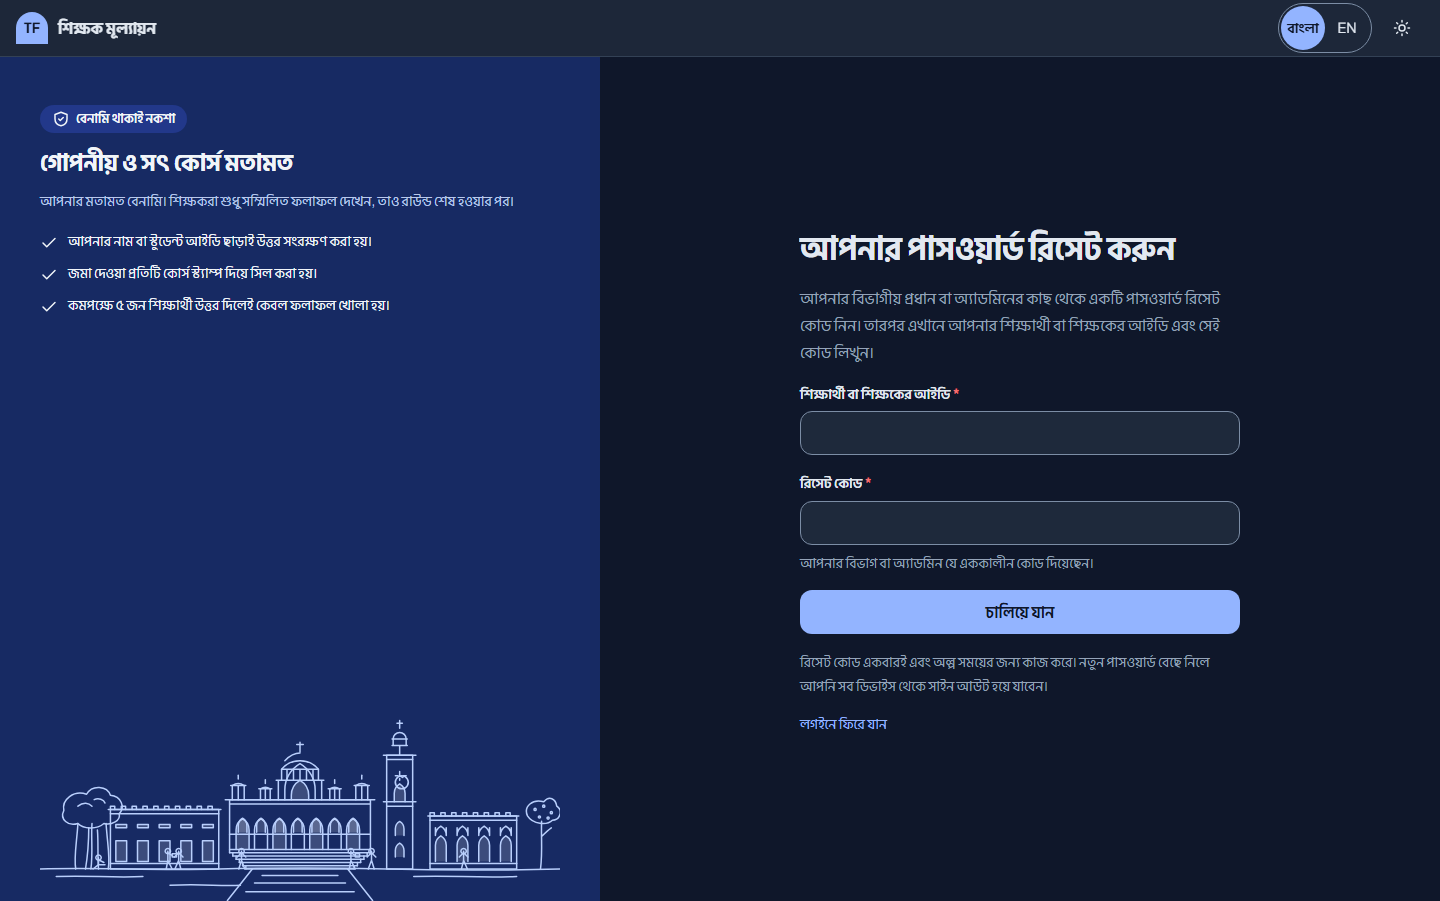 TF শিক্ষক মূল্যায়ন
বাংলা EN
বেনামি থাকাই নকশা
গোপনীয় ও সৎ কোর্স মতামত
আপনার মতামত বেনামি। শিক্ষকরা শুধু সম্মিলিত ফলাফল দেখেন, তাও রাউন্ড শেষ হওয়ার পর।
আপনার নাম বা স্টুডেন্ট আইডি ছাড়াই উত্তর সংরক্ষণ করা হয়।
জমা দেওয়া প্রতিটি কোর্স স্ট্যাম্প দিয়ে সিল করা হয়।
কমপক্ষে ৫ জন শিক্ষার্থী উত্তর দিলেই কেবল ফলাফল খোলা হয়।
আপনার পাসওয়ার্ড রিসেট করুন
আপনার বিভাগীয় প্রধান বা অ্যাডমিনের কাছ থেকে একটি পাসওয়ার্ড রিসেট
কোড নিন। তারপর এখানে আপনার শিক্ষার্থী বা শিক্ষকের আইডি এবং সেই
কোড লিখুন।
শিক্ষার্থী বা শিক্ষকের আইডি *
রিসেট কোড *
আপনার বিভাগ বা অ্যাডমিন যে এককালীন কোড দিয়েছেন।
চালিয়ে যান
রিসেট কোড একবারই এবং অল্প সময়ের জন্য কাজ করে। নতুন পাসওয়ার্ড বেছে নিলে
আপনি সব ডিভাইস থেকে সাইন আউট হয়ে যাবেন।
লগইনে ফিরে যান